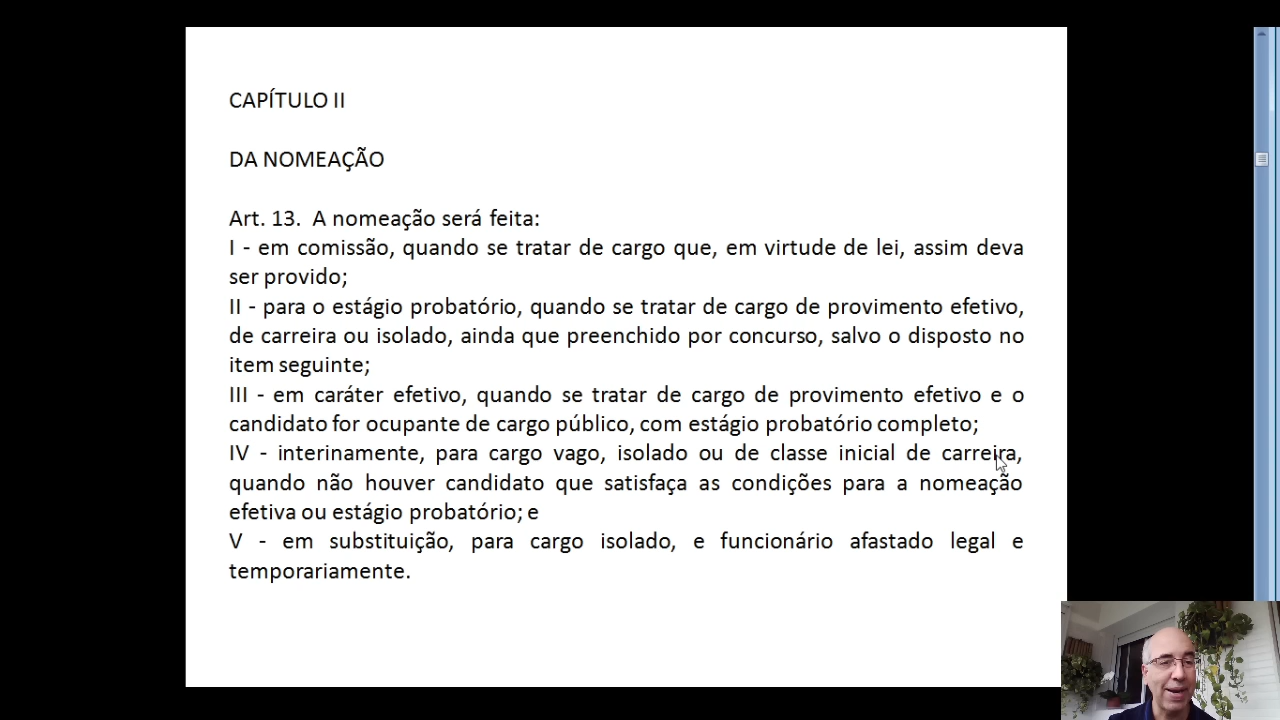 CAPÍTULO II
DA NOMEAÇÃO
Art. 13.  A nomeação será feita:
I - em comissão, quando se tratar de cargo que, em virtude de lei, assim deva
ser provido;
II - para o estágio probatório, quando se tratar de cargo de provimento efetivo,
de carreira ou isolado, ainda que preenchido por concurso, salvo o disposto no
item seguinte;
III - em caráter efetivo, quando se tratar de cargo de provimento efetivo e o
candidato for ocupante de cargo público, com estágio probatório completo;
IV - interinamente, para cargo vago, isolado ou de classe inicial de carreira,
quando não houver candidato que satisfaça as condições para a nomeação
efetiva ou estágio probatório; e
V - em substituição, para cargo isolado, e funcionário afastado legal e
temporariamente.